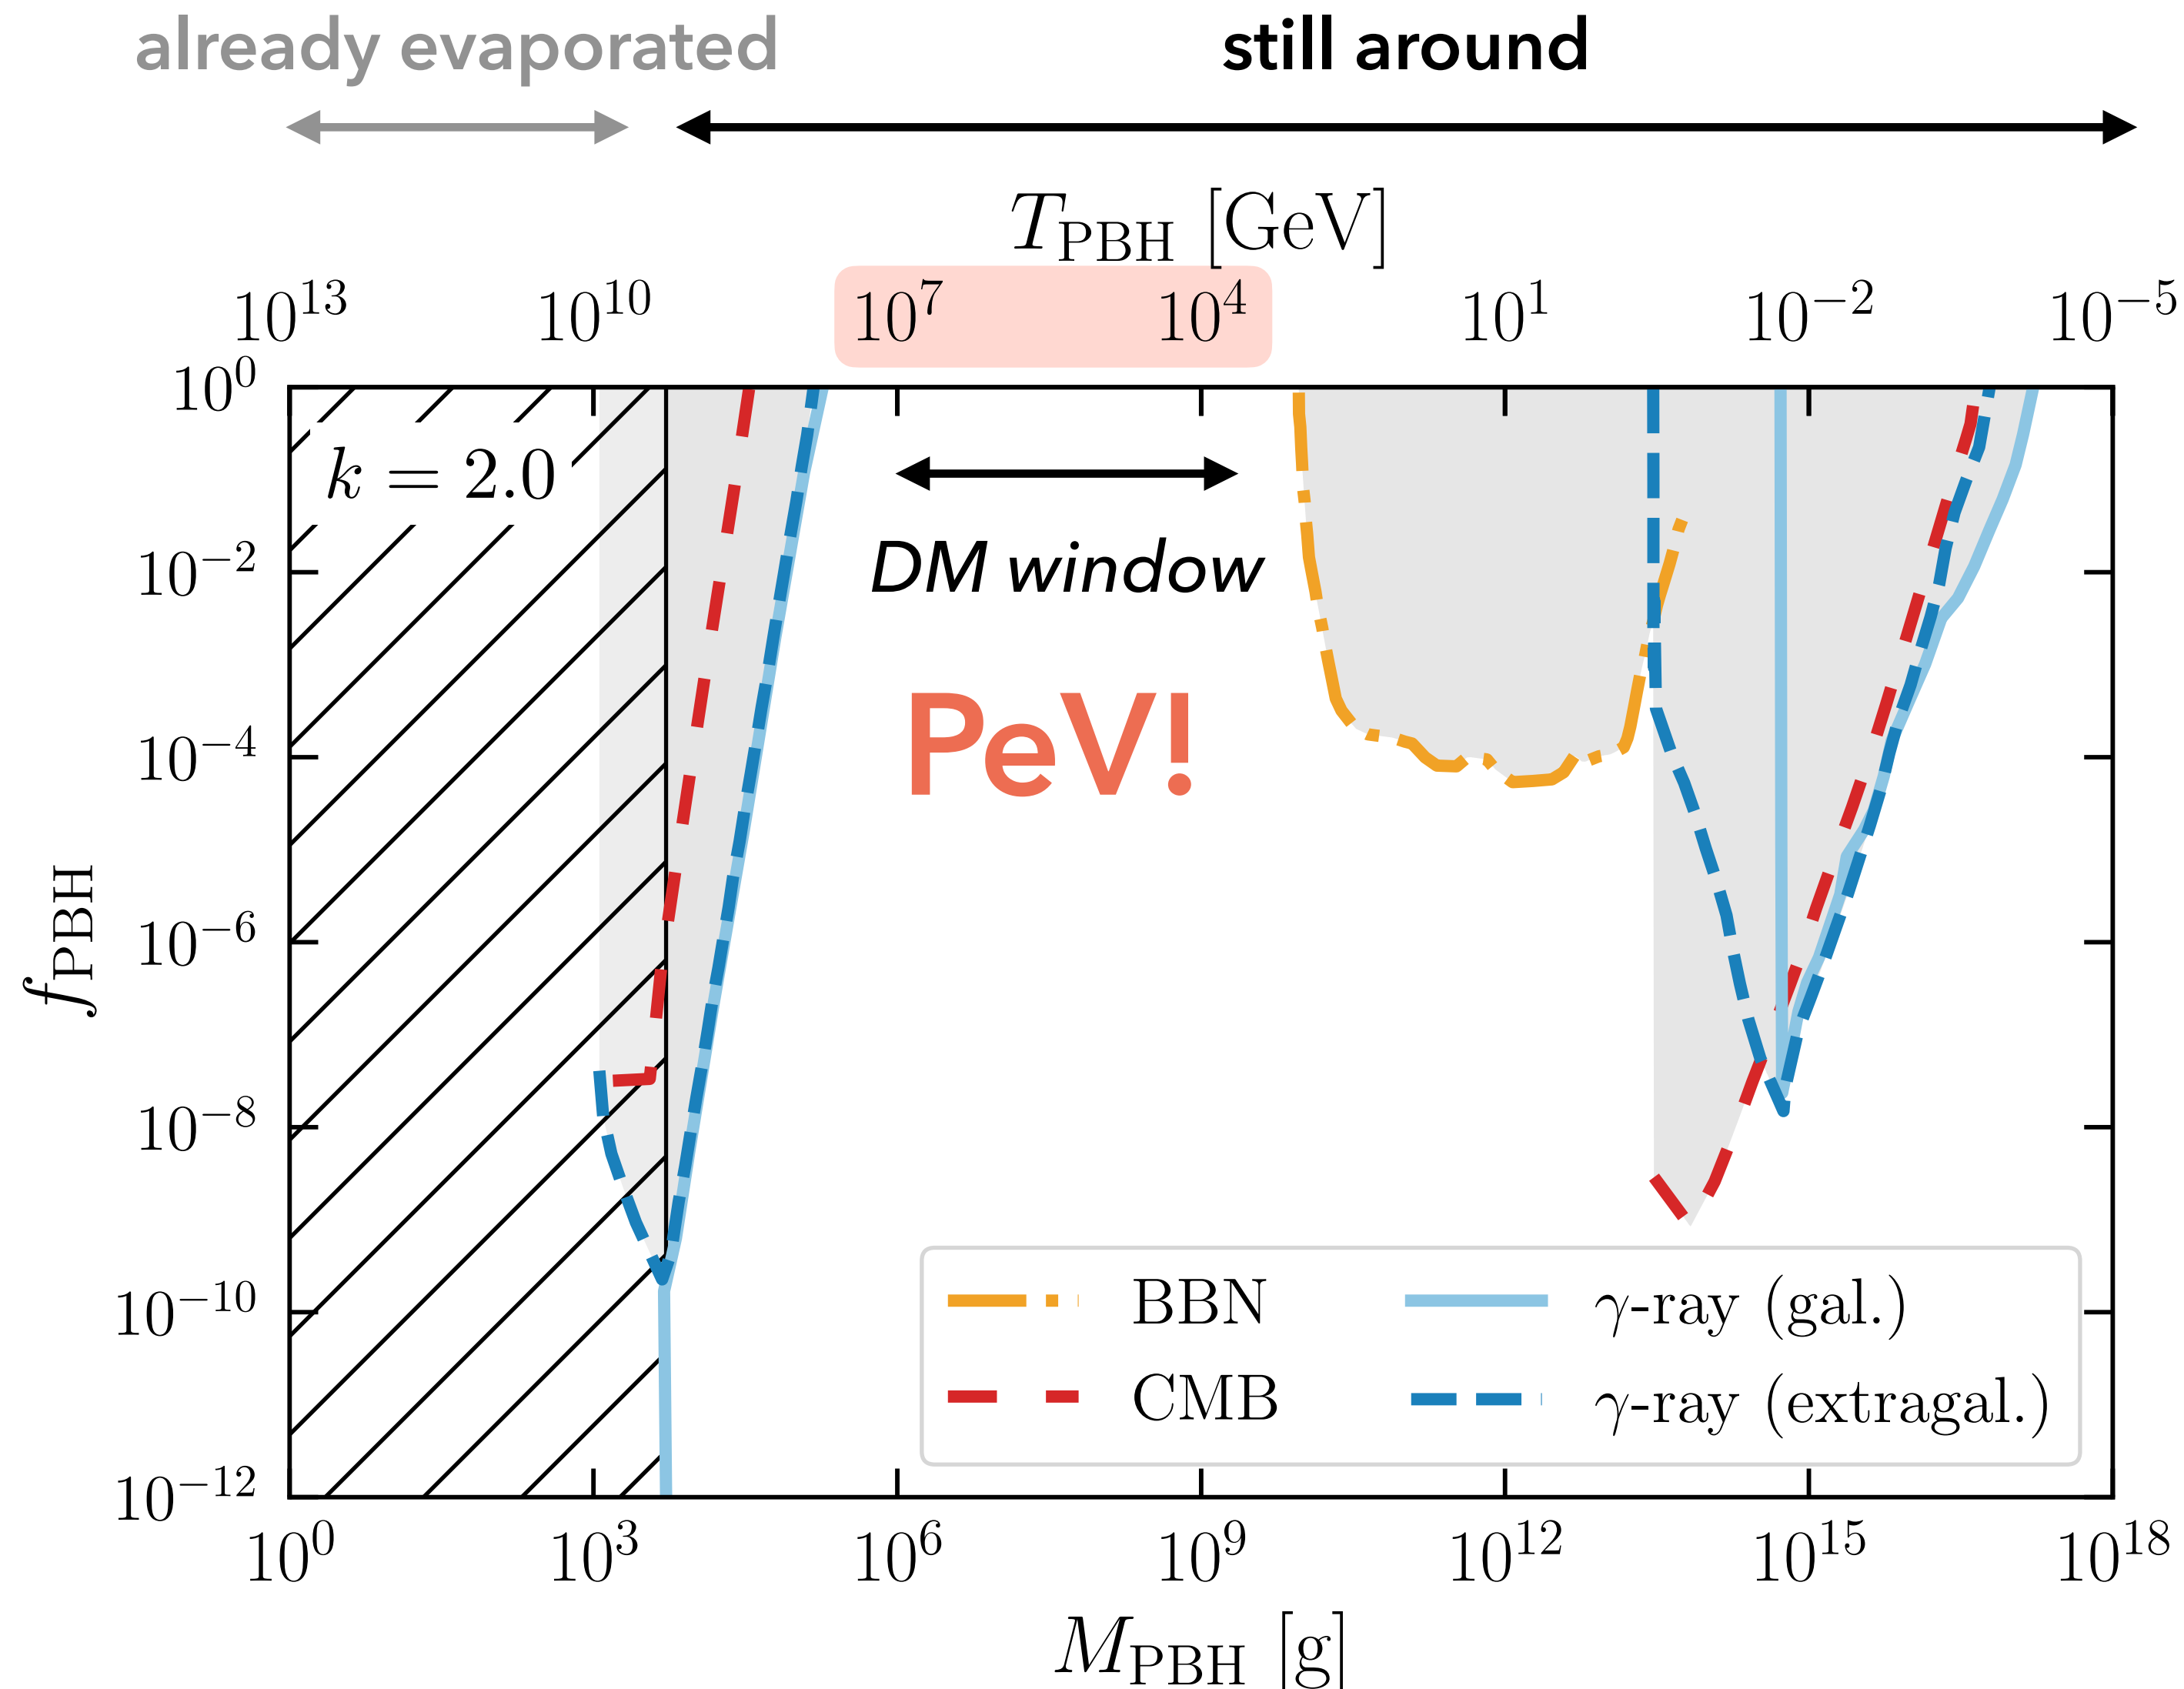 already evaporated still around
T_PBH [GeV]
10^13 10^10 10^7 10^4 10^1 10^−2 10^−5
10^0
k = 2.0
DM window
10^−2
PeV!
10^−4
10^−6
f_PBH
10^−8
10^−10
BBN γ-ray (gal.)
CMB γ-ray (extragal.)
10^−12
10^0 10^3 10^6 10^9 10^12 10^15 10^18
M_PBH [g]